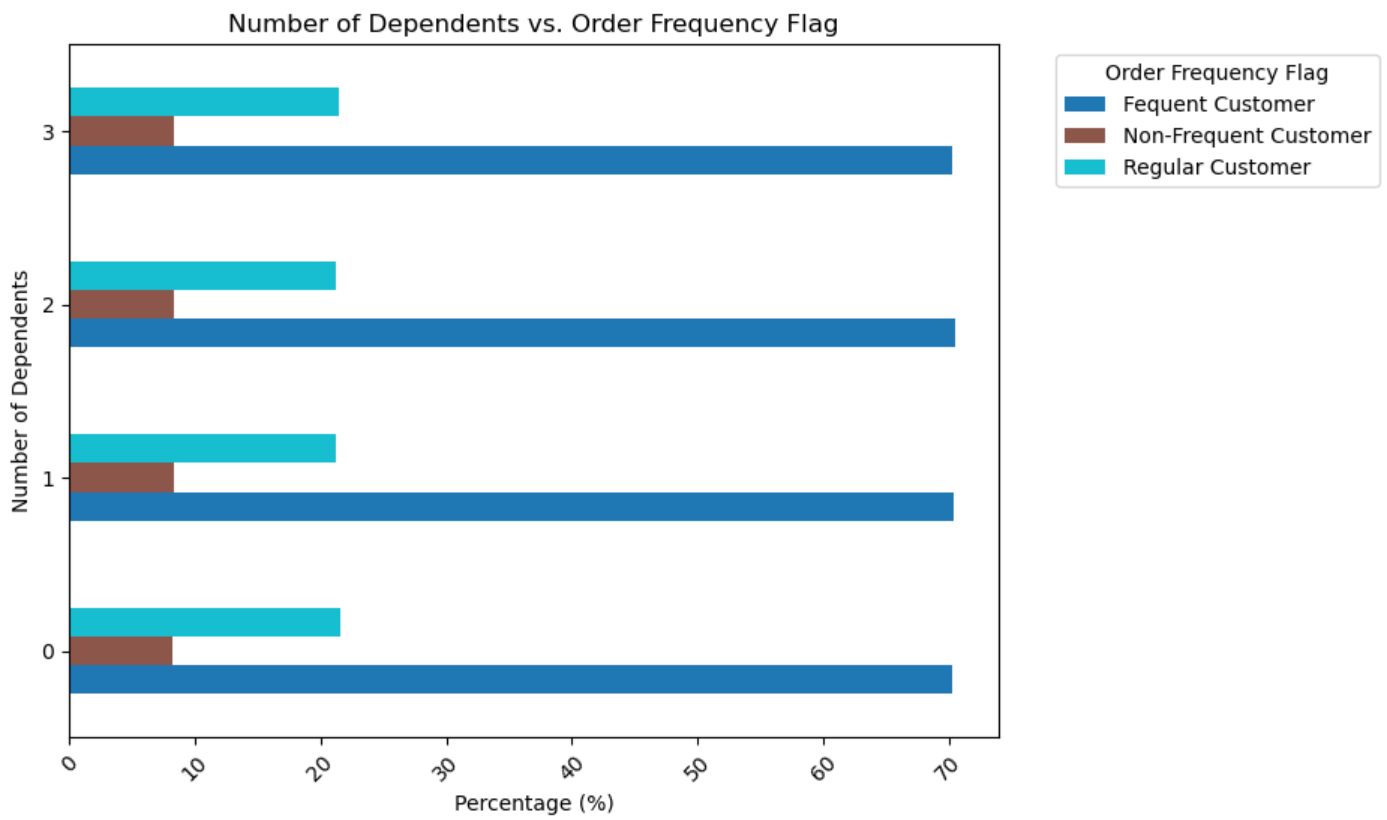 Number of Dependents vs. Order Frequency Flag
Order Frequency Flag
Fequent Customer
Non-Frequent Customer
Regular Customer
Number of Dependents
3
2
1
0
0 10 20 30 40 50 60 70
Percentage (%)